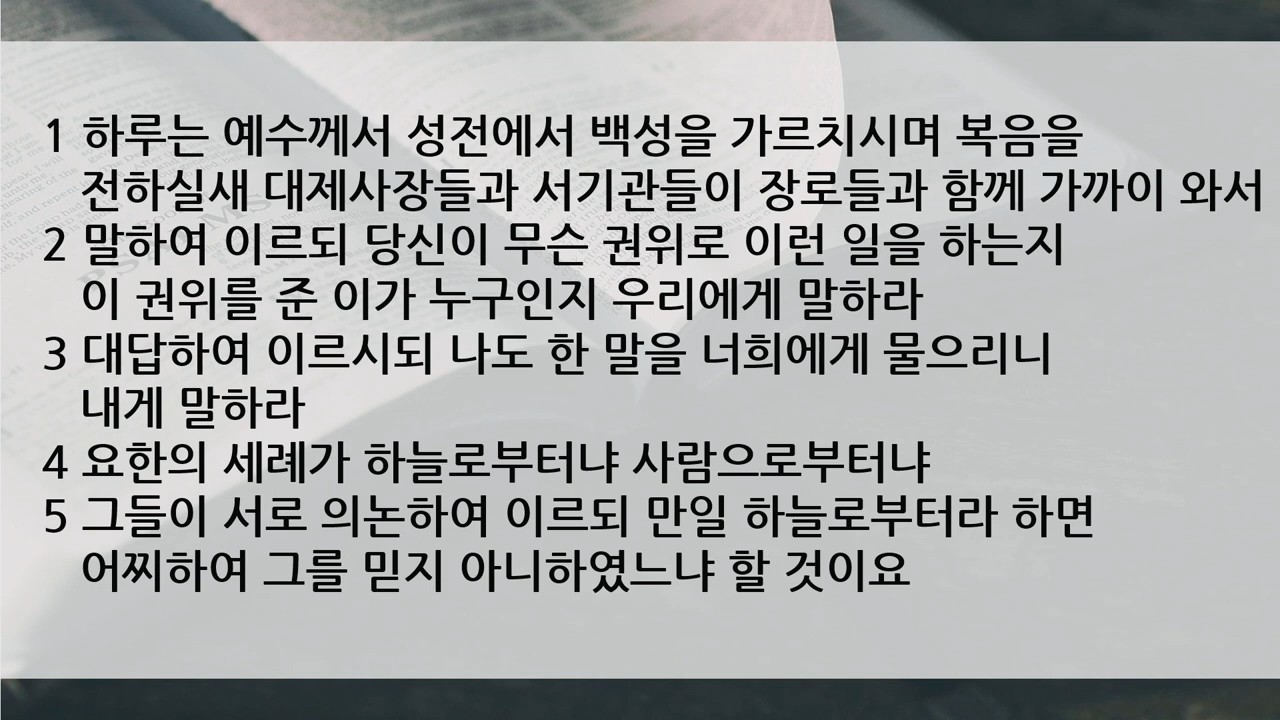 1 하루는 예수께서 성전에서 백성을 가르치시며 복음을
전하실새 대제사장들과 서기관들이 장로들과 함께 가까이 와서
2 말하여 이르되 당신이 무슨 권위로 이런 일을 하는지
이 권위를 준 이가 누구인지 우리에게 말하라
3 대답하여 이르시되 나도 한 말을 너희에게 물으리니
내게 말하라
4 요한의 세례가 하늘로부터냐 사람으로부터냐
5 그들이 서로 의논하여 이르되 만일 하늘로부터라 하면
어찌하여 그를 믿지 아니하였느냐 할 것이요
PSALMS